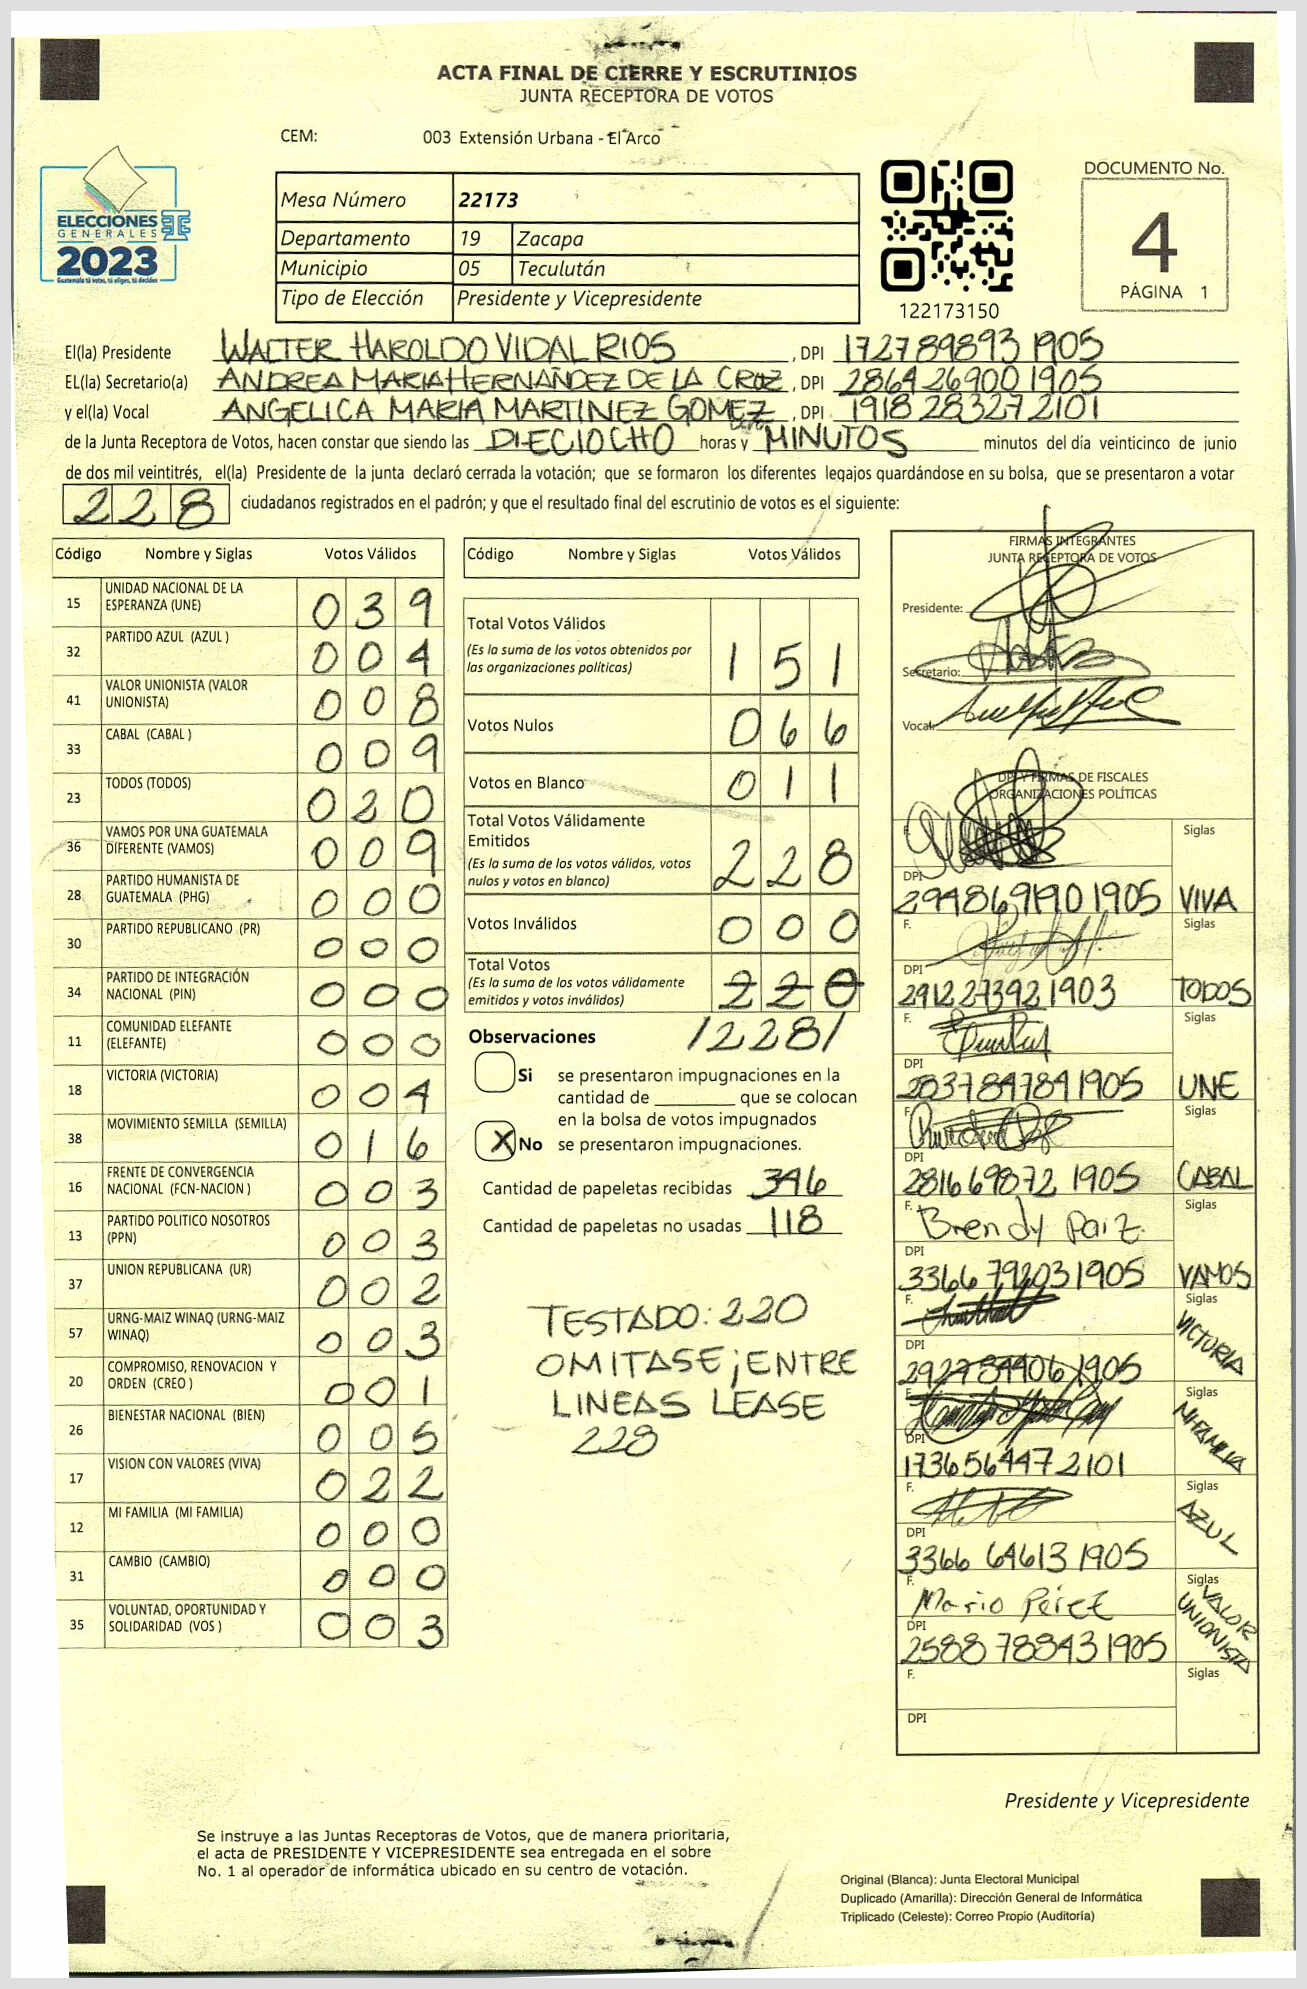 ACTA FINAL DE CIERRE Y ESCRUTINIOS
JUNTA RECEPTORA DE VOTOS
CEM: 003 Extensión Urbana - El Arco
ELECCIONES
GENERALES
2023
Guatemala tú votas, tú eliges, tú decides
Mesa Número 22173
Departamento 19 Zacapa
Municipio 05 Teculután
Tipo de Elección Presidente y Vicepresidente
122173150
DOCUMENTO No.
4
PÁGINA 1
El(la) Presidente WALTER HAROLDO VIDAL RIOS, DPI 172789893 1905
EL(la) Secretario(a) ANDREA MARIA HERNANDEZ DE LA CRUZ, DPI 2864 26900 1905
y el(la) Vocal ANGELICA MARIA MARTINEZ GOMEZ, DPI 1918 28327 2101
de la Junta Receptora de Votos, hacen constar que siendo las DIECIOCHO horas y MINUTOS minutos del día veinticinco de junio
de dos mil veintitrés, el(la) Presidente de la junta declaró cerrada la votación; que se formaron los diferentes legajos guardándose en su bolsa, que se presentaron a votar
228 ciudadanos registrados en el padrón; y que el resultado final del escrutinio de votos es el siguiente:
Código Nombre y Siglas Votos Válidos
15 UNIDAD NACIONAL DE LA ESPERANZA (UNE) 039
32 PARTIDO AZUL (AZUL ) 004
41 VALOR UNIONISTA (VALOR UNIONISTA) 008
33 CABAL (CABAL ) 009
23 TODOS (TODOS) 020
36 VAMOS POR UNA GUATEMALA DIFERENTE (VAMOS) 009
28 PARTIDO HUMANISTA DE GUATEMALA (PHG) 000
30 PARTIDO REPUBLICANO (PR) 000
34 PARTIDO DE INTEGRACIÓN NACIONAL (PIN) 000
11 COMUNIDAD ELEFANTE (ELEFANTE) 000
18 VICTORIA (VICTORIA) 004
38 MOVIMIENTO SEMILLA (SEMILLA) 016
16 FRENTE DE CONVERGENCIA NACIONAL (FCN-NACION ) 003
13 PARTIDO POLITICO NOSOTROS (PPN) 003
37 UNION REPUBLICANA (UR) 002
57 URNG-MAIZ WINAQ (URNG-MAIZ WINAQ) 003
20 COMPROMISO, RENOVACION Y ORDEN (CREO ) 001
26 BIENESTAR NACIONAL (BIEN) 005
17 VISION CON VALORES (VIVA) 022
12 MI FAMILIA (MI FAMILIA) 000
31 CAMBIO (CAMBIO) 000
35 VOLUNTAD, OPORTUNIDAD Y SOLIDARIDAD (VOS ) 003
Código Nombre y Siglas Votos Válidos
Total Votos Válidos
(Es la suma de los votos obtenidos por
las organizaciones políticas) 151
Votos Nulos 066
Votos en Blanco 011
Total Votos Válidamente
Emitidos
(Es la suma de los votos válidos, votos
nulos y votos en blanco) 228
Votos Inválidos 000
Total Votos
(Es la suma de los votos válidamente
emitidos y votos inválidos) 220
/228/
Observaciones
Si se presentaron impugnaciones en la
cantidad de ________ que se colocan
en la bolsa de votos impugnados
X No se presentaron impugnaciones.
Cantidad de papeletas recibidas 346
Cantidad de papeletas no usadas 118
TESTADO: 220
OMITASE; ENTRE
LINEAS LEASE
228
FIRMAS INTEGRANTES
JUNTA RECEPTORA DE VOTOS
Presidente:
Secretario:
Vocal:
DPI Y FIRMAS DE FISCALES
ORGANIZACIONES POLÍTICAS
F. Siglas
DPI 294869190 1905 VIVA
F. Siglas
DPI 2912273921903 TODOS
F. Siglas
DPI 2837847841905 UNE
F. Siglas
DPI 281669872 1905 CABAL
F. Brendy Paiz Siglas
DPI 3366 792031905 VAMOS
F. Siglas
DPI 292784406 1905 VICTORIA
F. Siglas
DPI 1736564472101 MI FAMILIA
F. Siglas
DPI 3366 64613 1905 AZUL
F. Mario Siglas
DPI 2588 788431905 VALOR UNIONISTA
F. Siglas
DPI
Presidente y Vicepresidente
Se instruye a las Juntas Receptoras de Votos, que de manera prioritaria,
el acta de PRESIDENTE Y VICEPRESIDENTE sea entregada en el sobre
No. 1 al operador de informática ubicado en su centro de votación.
Original (Blanca): Junta Electoral Municipal
Duplicado (Amarilla): Dirección General de Informática
Triplicado (Celeste): Correo Propio (Auditoría)